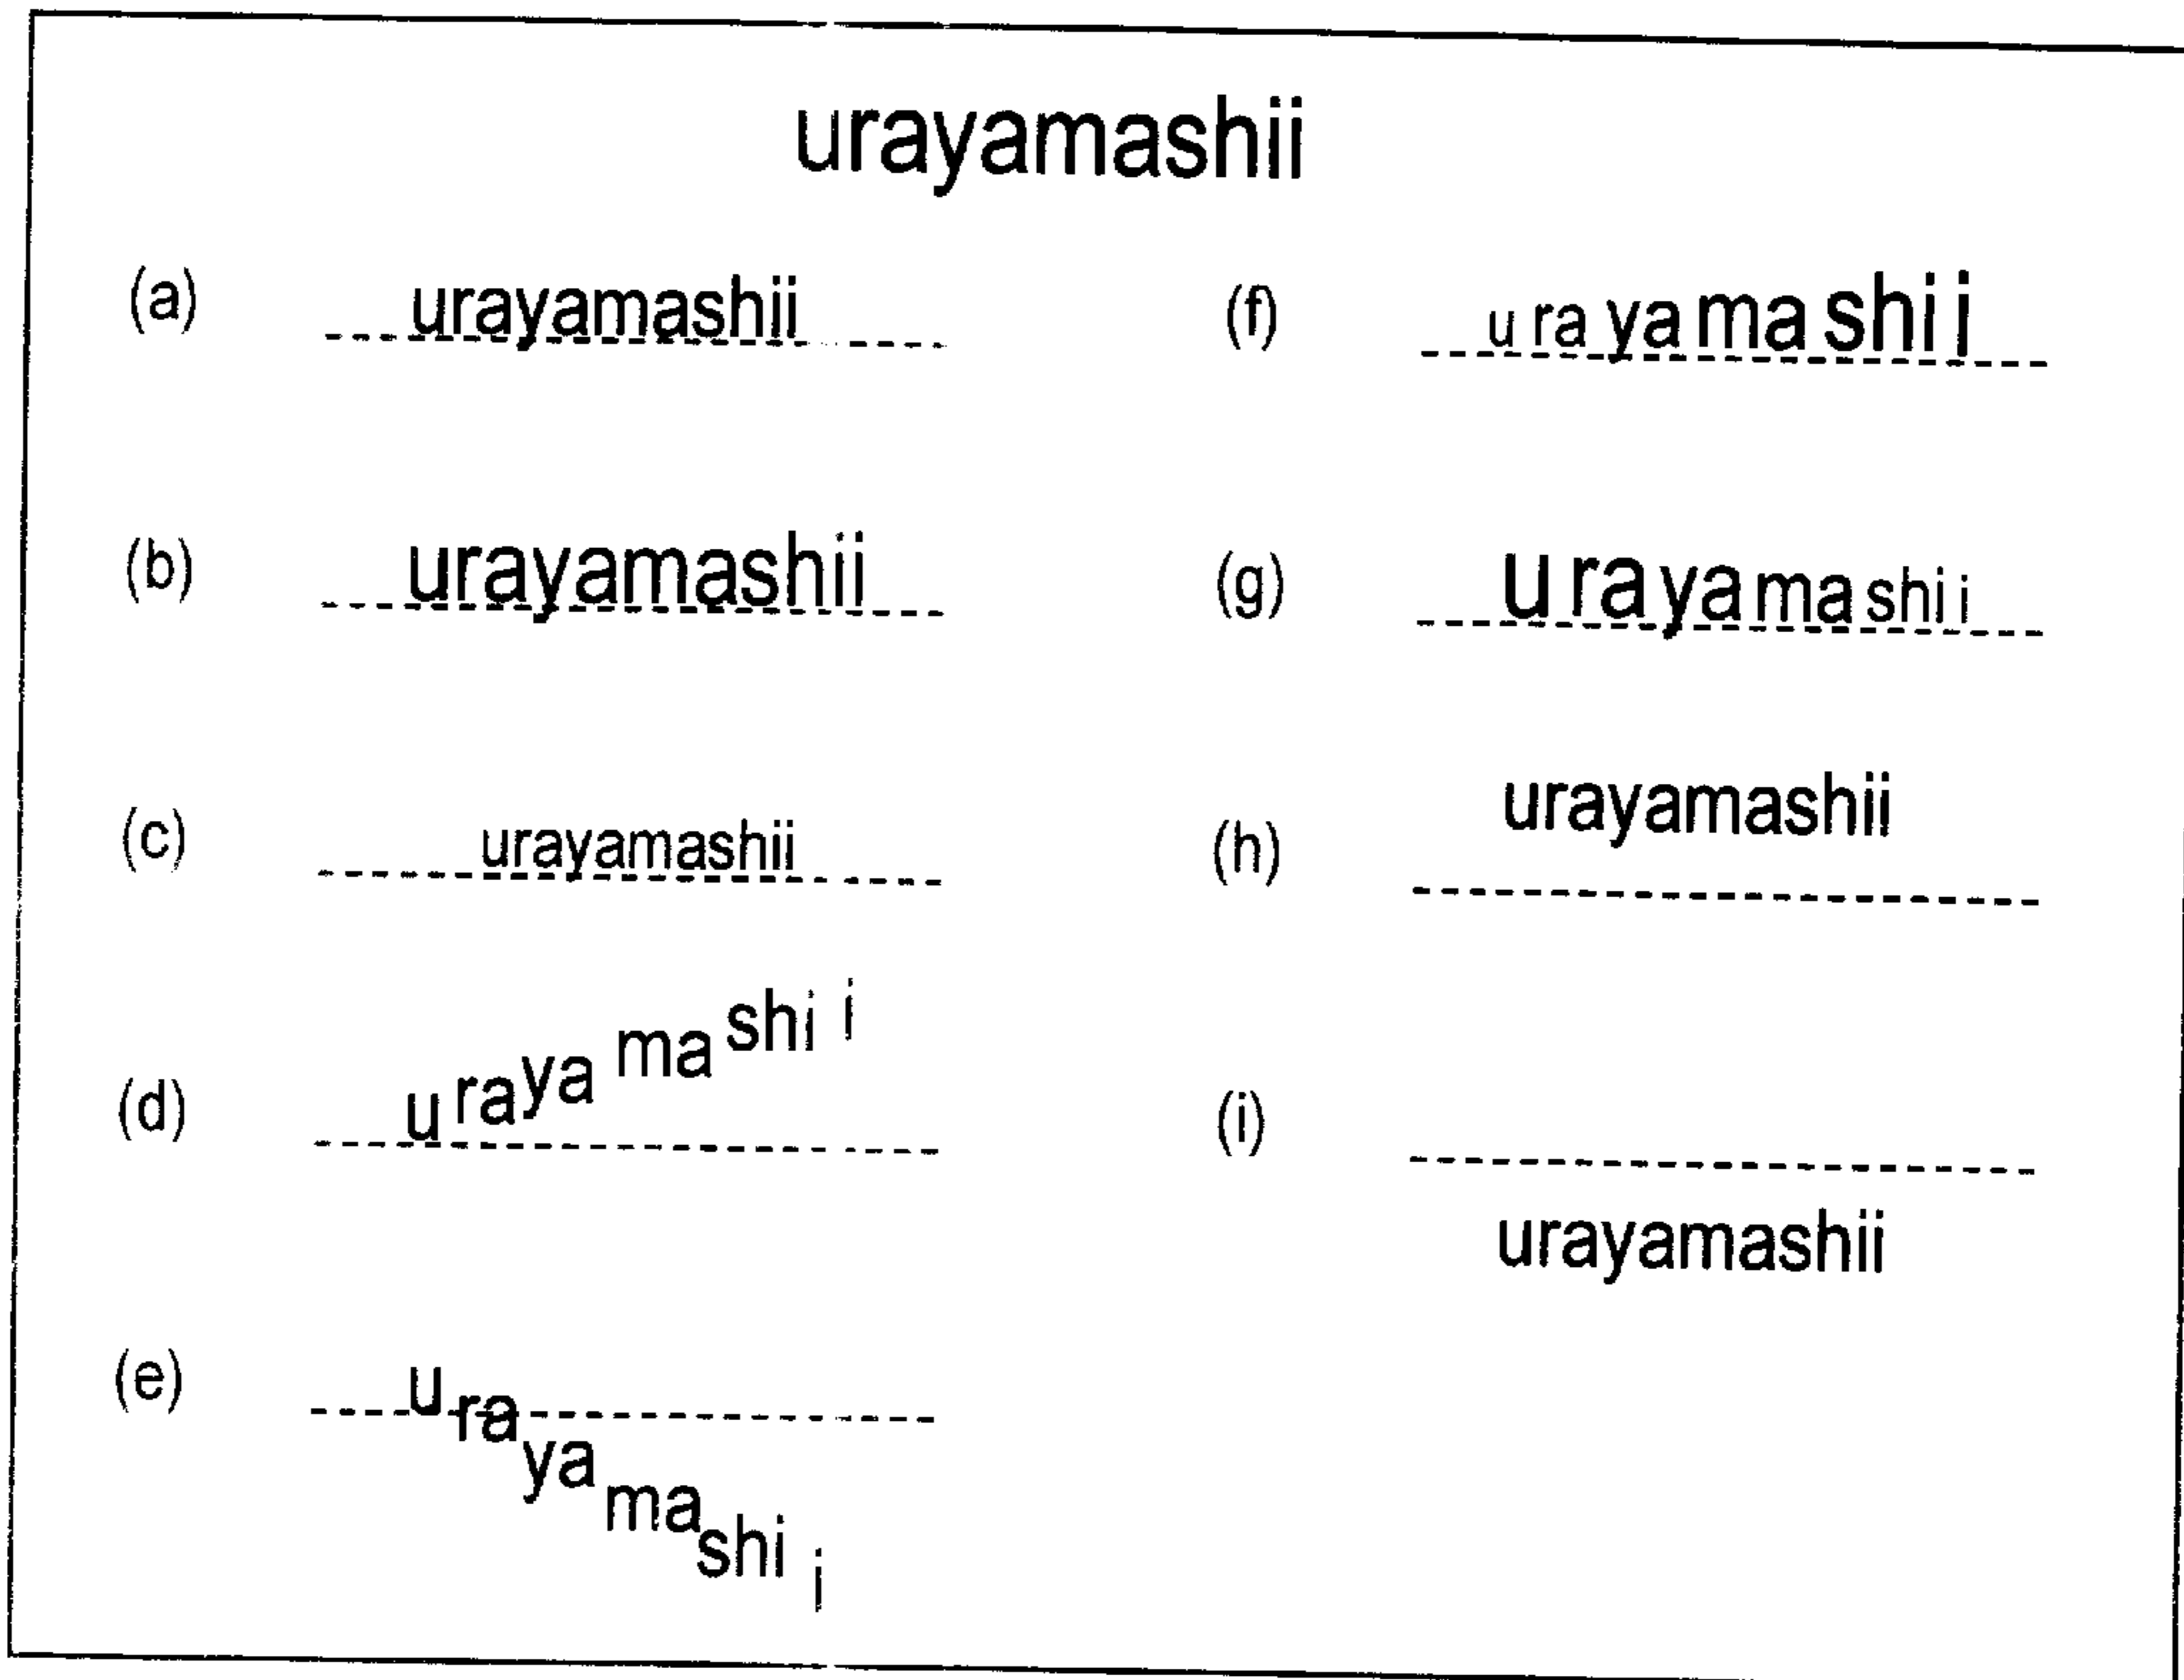 urayamashii
(a) urayamashii
(b) urayamashii
(c) urayamashii
(d) u ra ya ma shi i
(e) u ra ya ma shi i
(f) u ra ya ma shi i
(g) u ra ya ma shi i
(h) urayamashii
(i) urayamashii